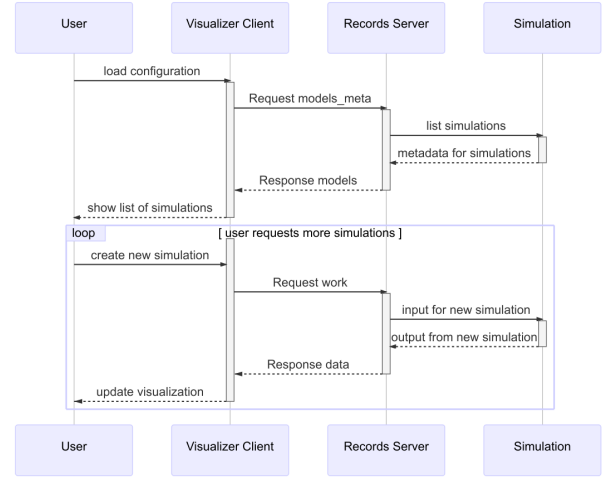 User
Visualizer Client
Records Server
Simulation
load configuration
Request models_meta
list simulations
metadata for simulations
Response models
show list of simulations
loop
[ user requests more simulations ]
create new simulation
Request work
input for new simulation
output from new simulation
Response data
update visualization
User
Visualizer Client
Records Server
Simulation